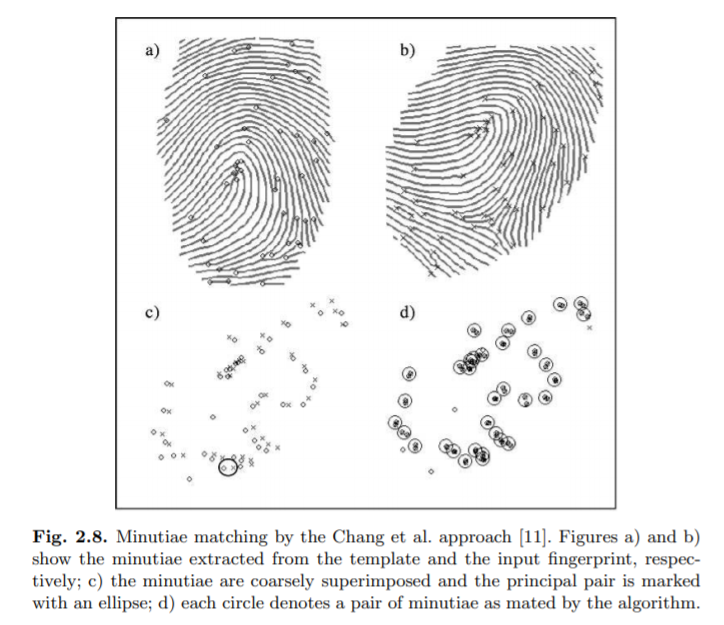 a)
b)
c)
d)
Fig. 2.8. Minutiae matching by the Chang et al. approach [11]. Figures a) and b)
show the minutiae extracted from the template and the input fingerprint, respec-
tively; c) the minutiae are coarsely superimposed and the principal pair is marked
with an ellipse; d) each circle denotes a pair of minutiae as mated by the algorithm.